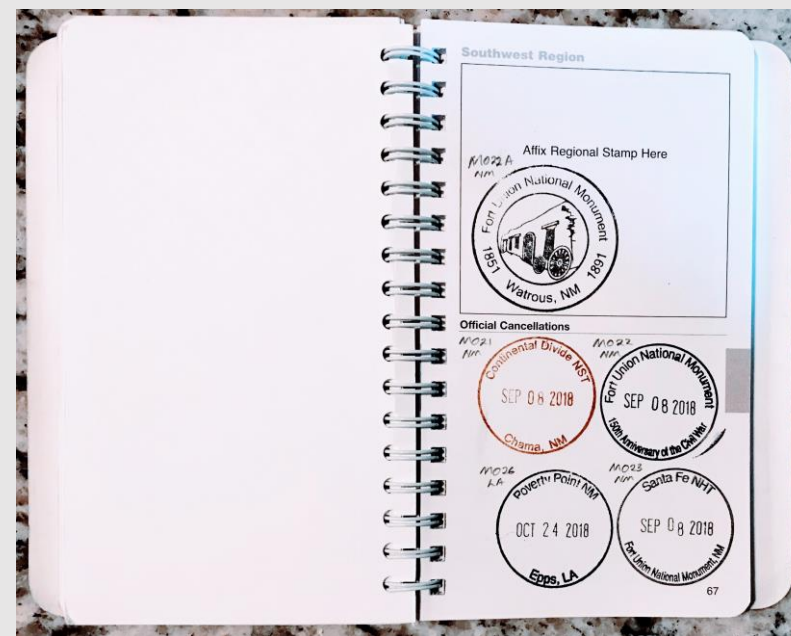 Southwest Region
Affix Regional Stamp Here
M022A
NM
Fort Union National Monument
1851 Watrous, NM 1891
Official Cancellations
M021
NM
Continental Divide NST
SEP 08 2018
Chama, NM
M022
NM
Fort Union National Monument
SEP 08 2018
150th Anniversary of the Civil War
M026
LA
Poverty Point NM
OCT 24 2018
Epps, LA
M023
NM
Santa Fe NHT
SEP 08 2018
Fort Union National Monument, NM
67